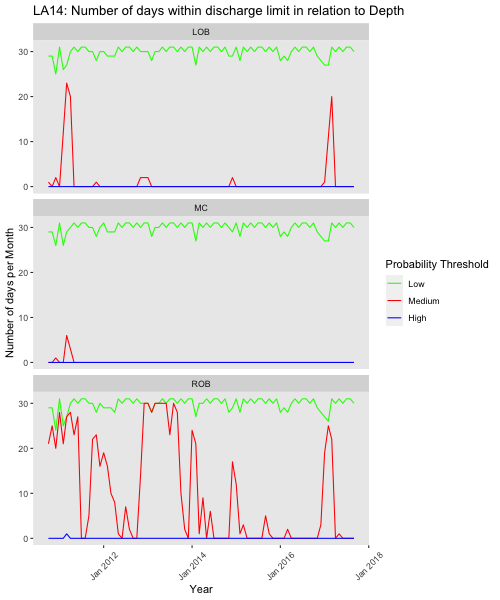 LA14: Number of days within discharge limit in relation to Depth
LOB
30
20
10
0
MC
30
20
10
0
ROB
30
20
10
0
Number of days per Month
Jan 2012
Jan 2014
Jan 2016
Jan 2018
Year
Probability Threshold
Low
Medium
High